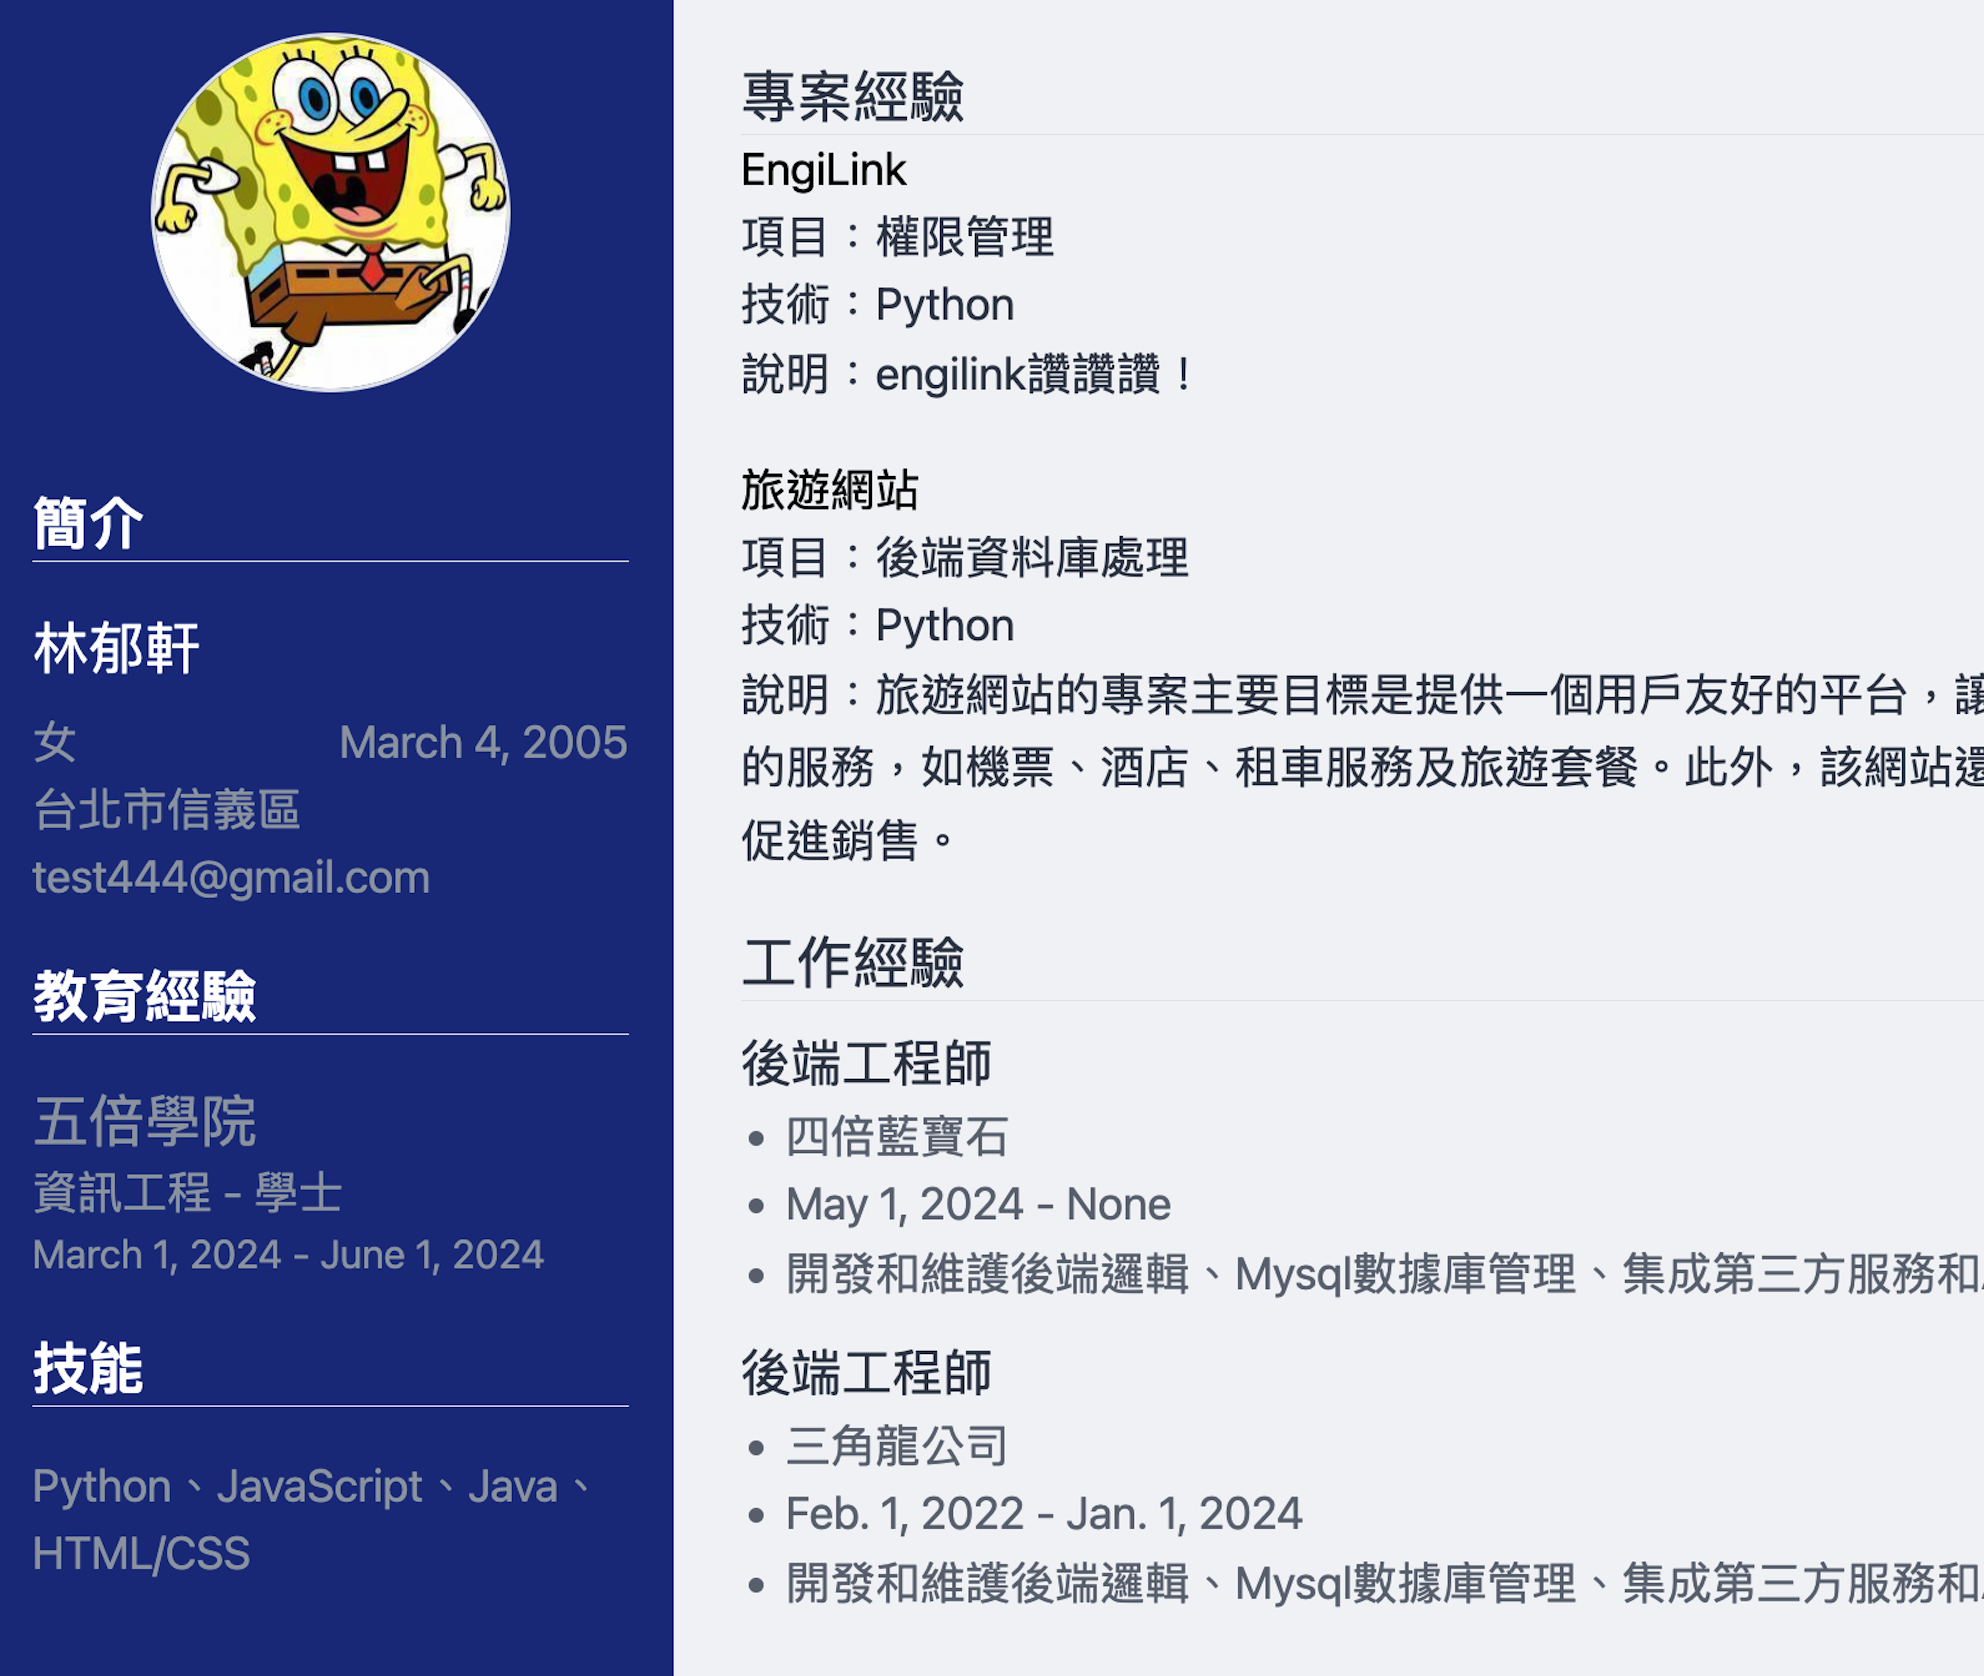 簡介
林郁軒
女 March 4, 2005
台北市信義區
test444@gmail.com
教育經驗
五倍學院
資訊工程 - 學士
March 1, 2024 - June 1, 2024
技能
Python、JavaScript、Java、
HTML/CSS
專案經驗
EngiLink
項目：權限管理
技術：Python
說明：engilink讚讚讚！
旅遊網站
項目：後端資料庫處理
技術：Python
說明：旅遊網站的專案主要目標是提供一個用戶友好的平台，讓
的服務，如機票、酒店、租車服務及旅遊套餐。此外，該網站還
促進銷售。
工作經驗
後端工程師
• 四倍藍寶石
• May 1, 2024 - None
• 開發和維護後端邏輯、Mysql數據庫管理、集成第三方服務和
後端工程師
• 三角龍公司
• Feb. 1, 2022 - Jan. 1, 2024
• 開發和維護後端邏輯、Mysql數據庫管理、集成第三方服務和